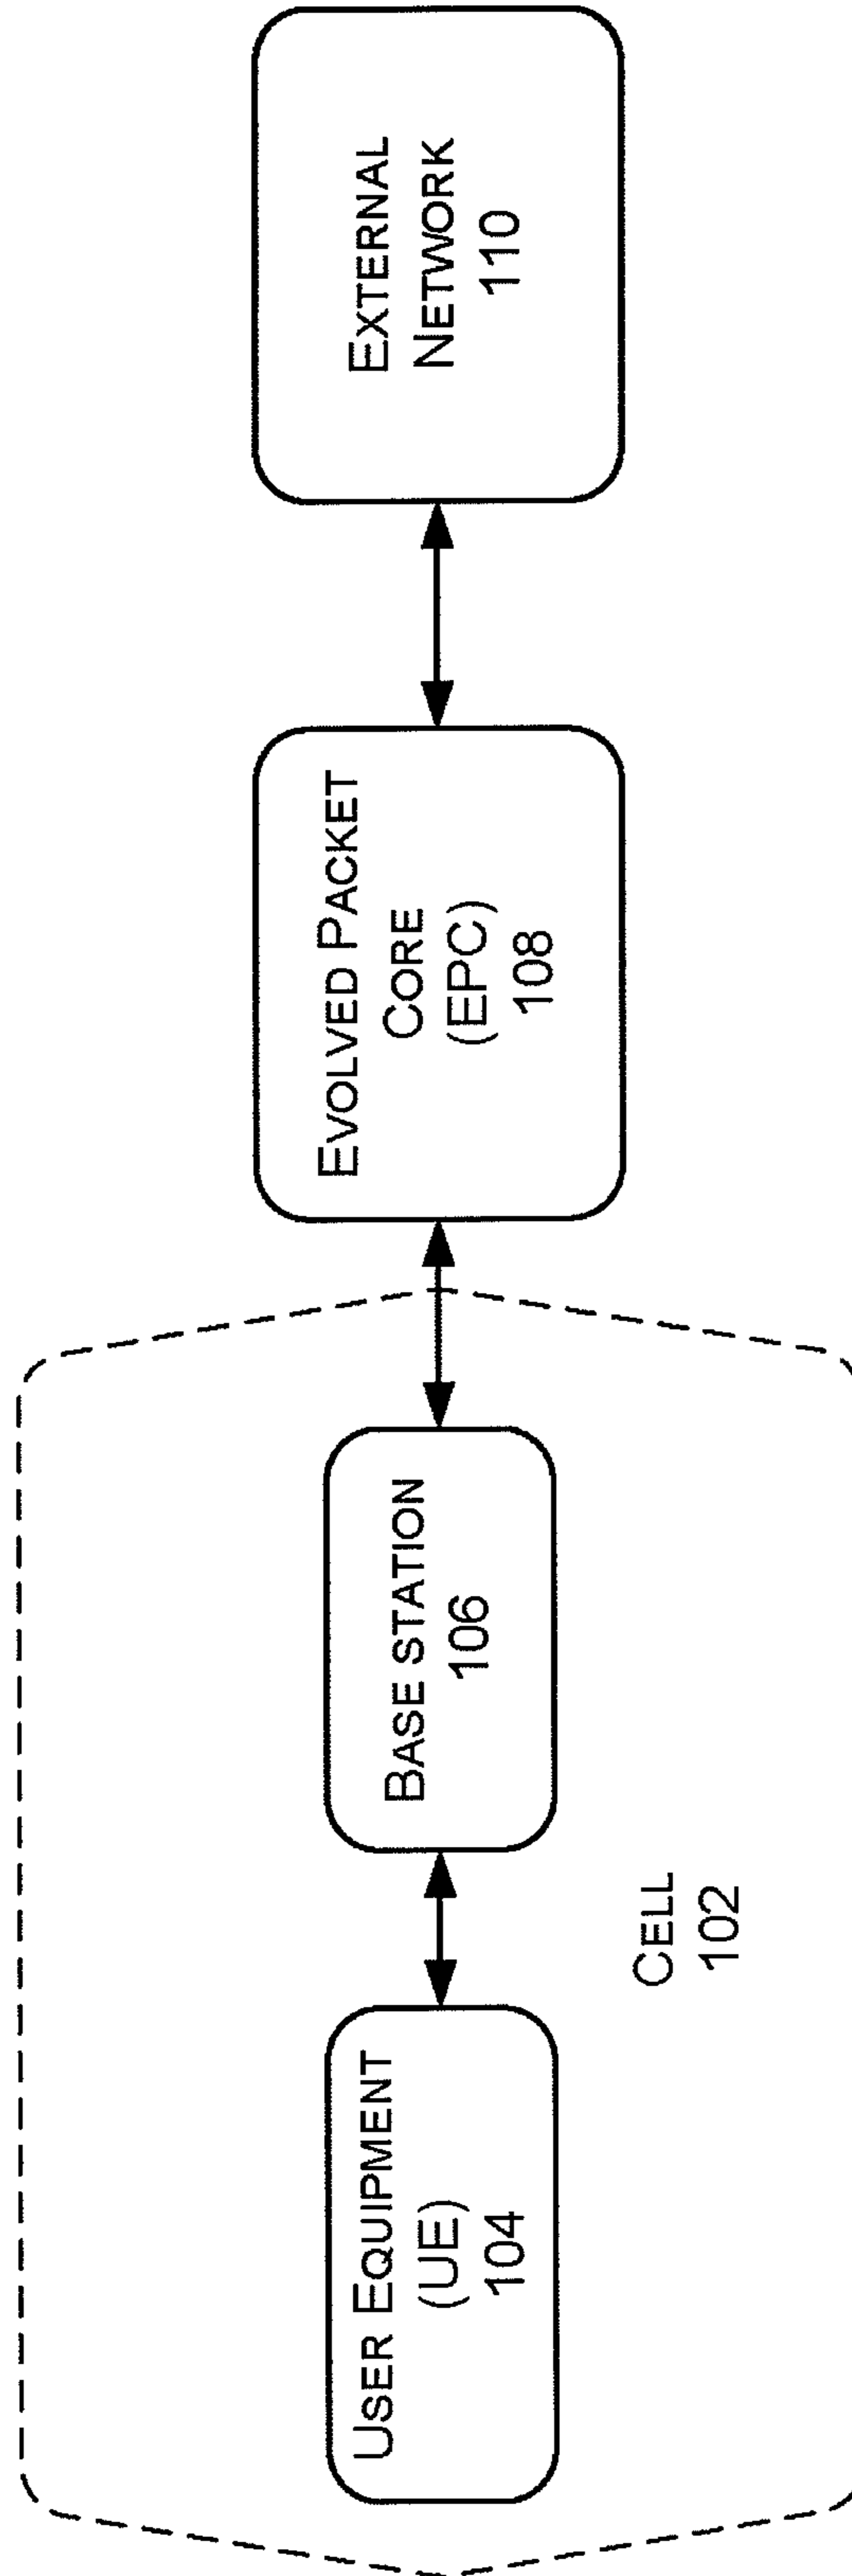 USER EQUIPMENT
(UE)
104
BASE STATION
106
CELL
102
EVOLVED PACKET
CORE
(EPC)
108
EXTERNAL
NETWORK
110